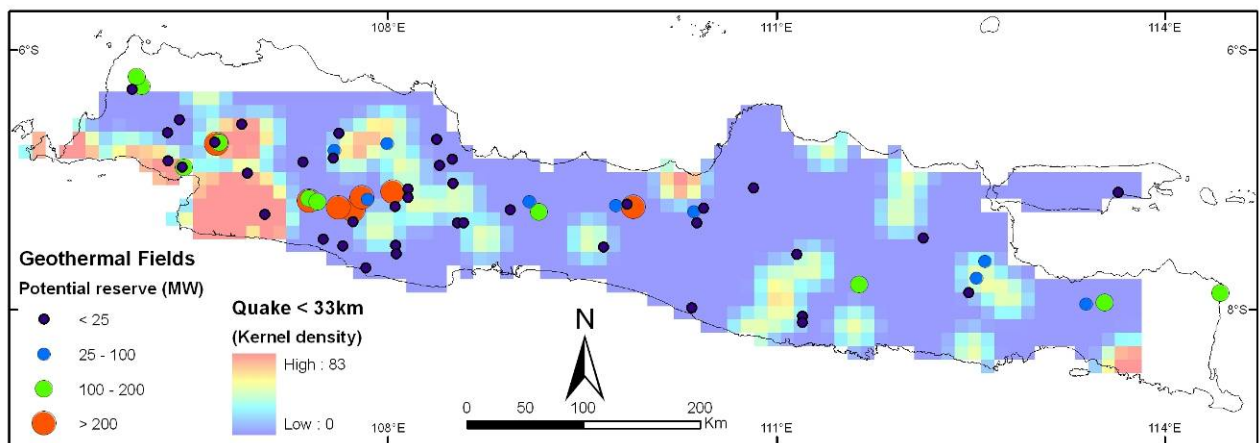 108°E
111°E
114°E
6°S
6°S
Geothermal Fields
Potential reserve (MW)
< 25
25 - 100
100 - 200
> 200
Quake < 33km
(Kernel density)
High : 83
Low : 0
N
0 50 100 200
Km
8°S
108°E
111°E
114°E